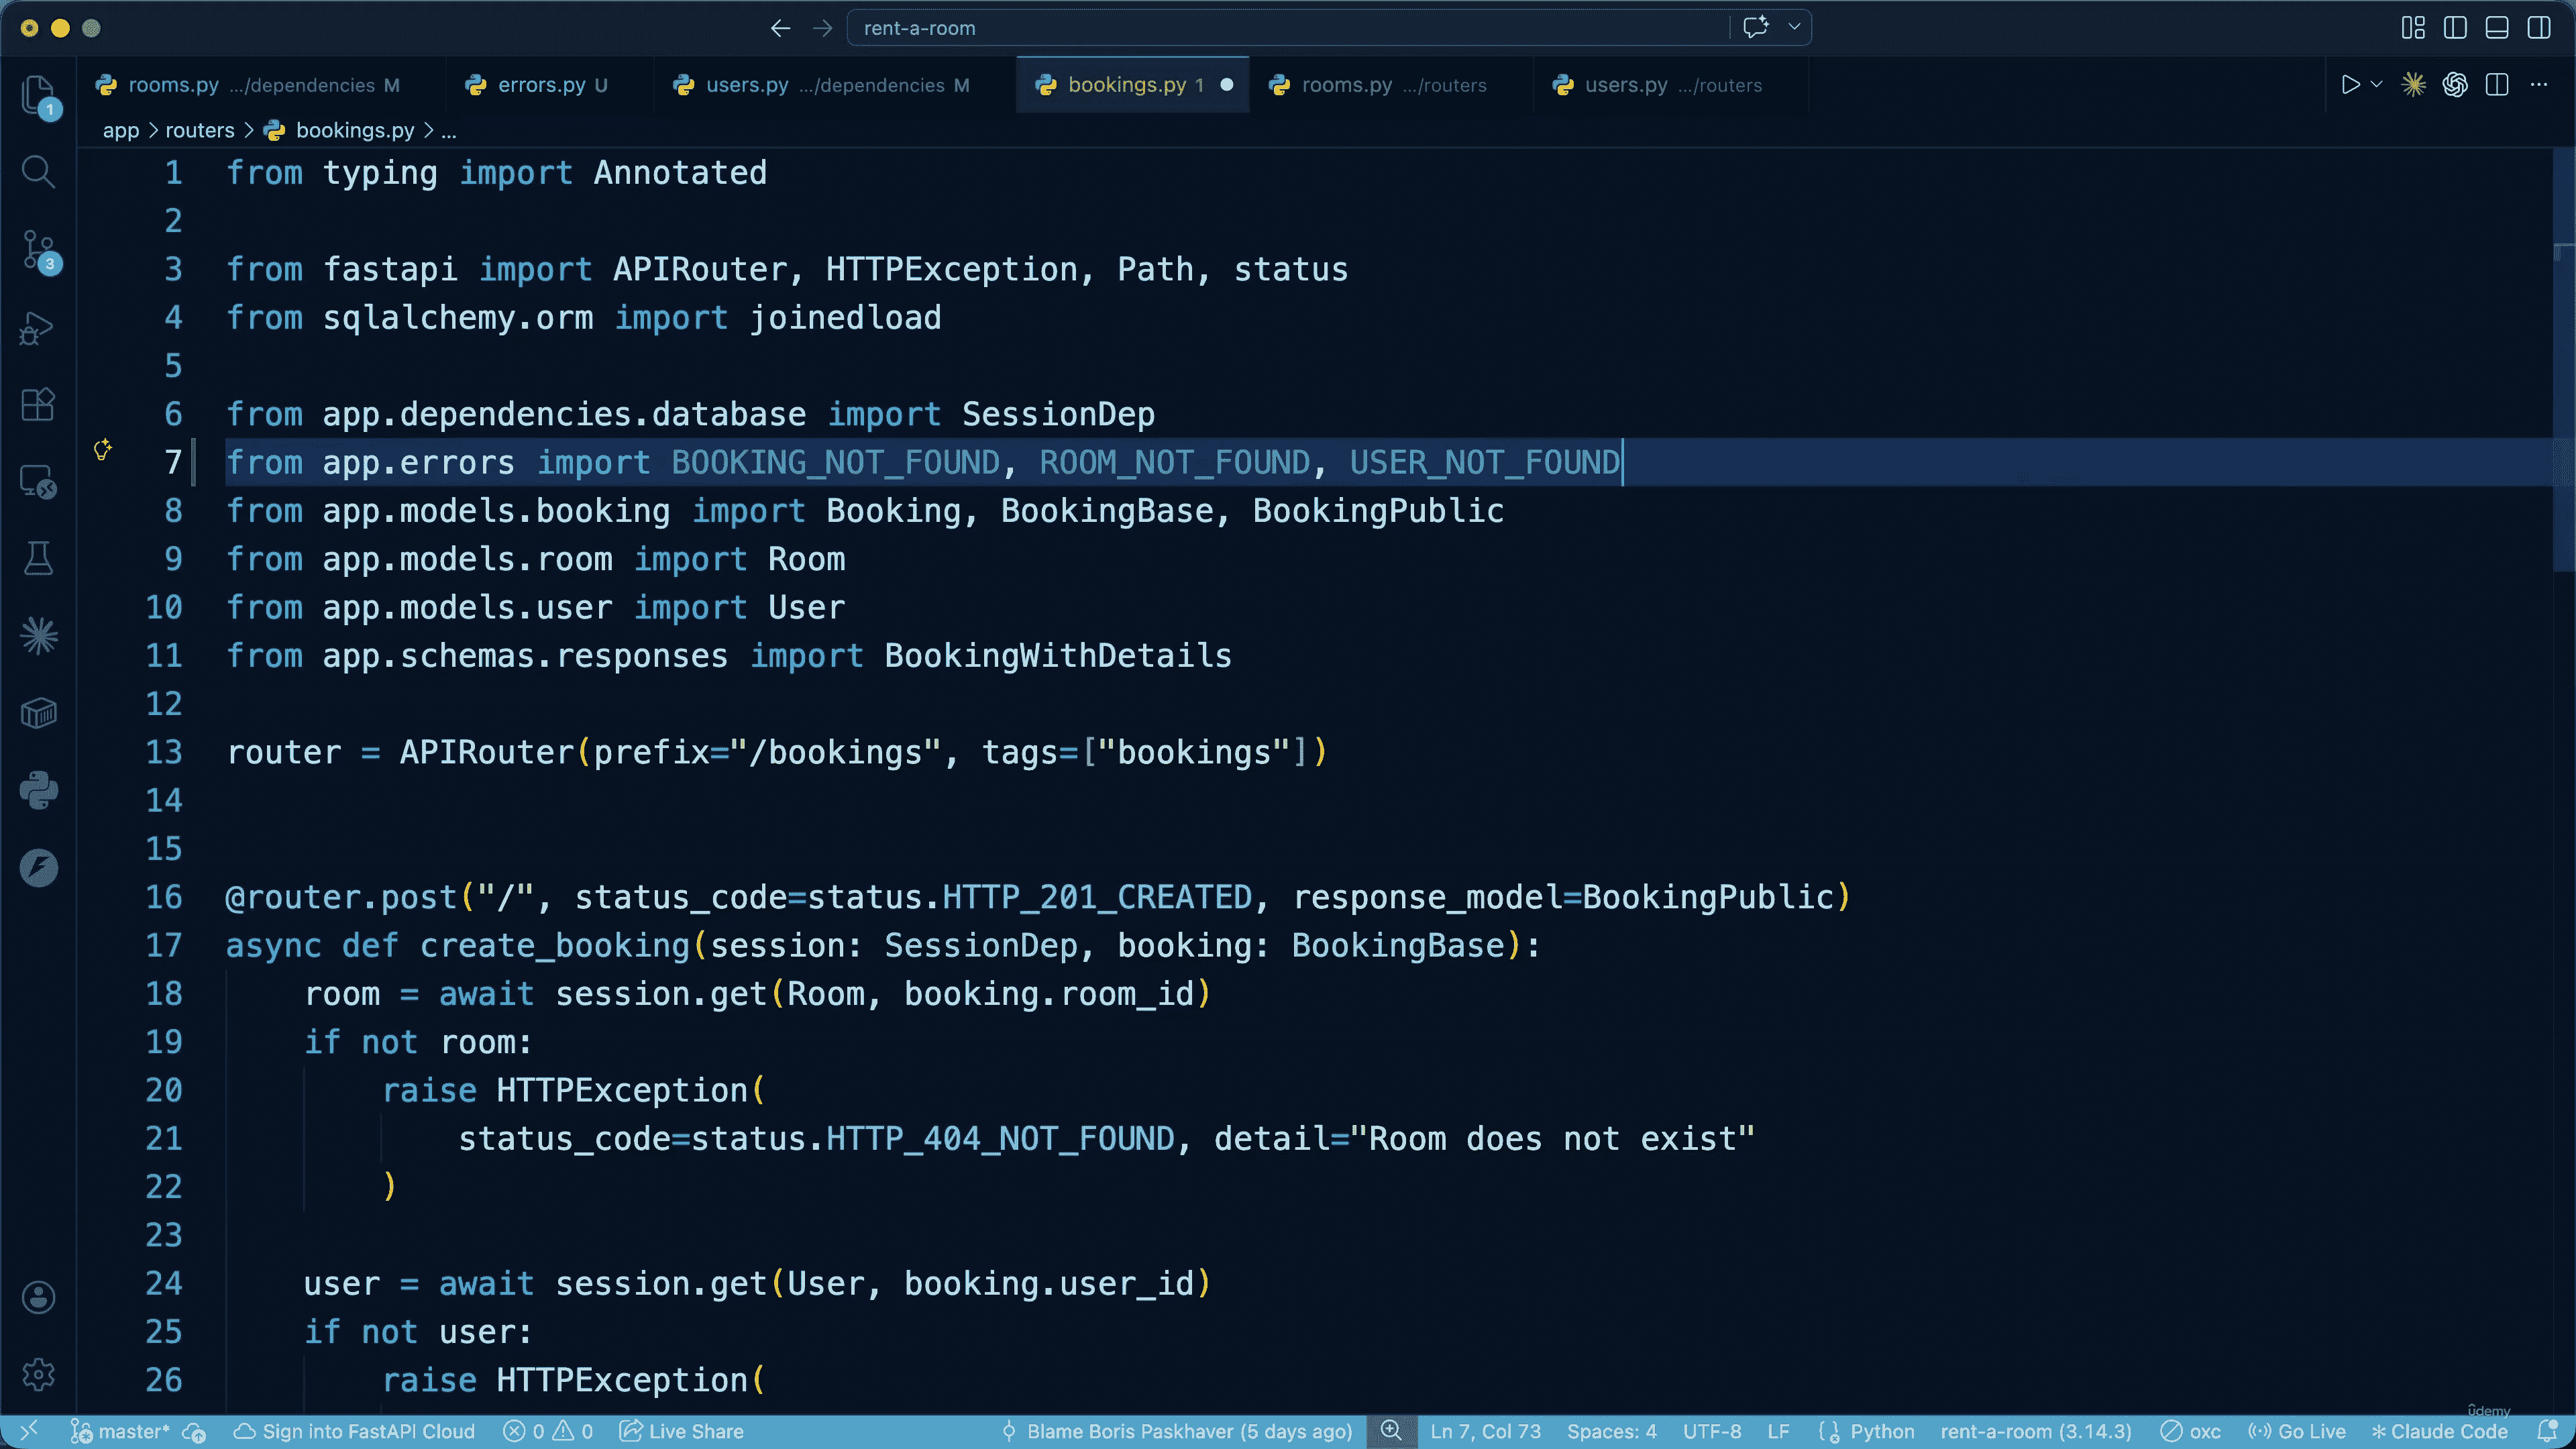 rent-a-room
rooms.py .../dependencies M
errors.py U
users.py .../dependencies M
bookings.py 1
rooms.py .../routers
users.py .../routers
app > routers > bookings.py > ...
1 from typing import Annotated
2
3 from fastapi import APIRouter, HTTPException, Path, status
4 from sqlalchemy.orm import joinedload
5
6 from app.dependencies.database import SessionDep
7 from app.errors import BOOKING_NOT_FOUND, ROOM_NOT_FOUND, USER_NOT_FOUND
8 from app.models.booking import Booking, BookingBase, BookingPublic
9 from app.models.room import Room
10 from app.models.user import User
11 from app.schemas.responses import BookingWithDetails
12
13 router = APIRouter(prefix="/bookings", tags=["bookings"])
14
15
16 @router.post("/", status_code=status.HTTP_201_CREATED, response_model=BookingPublic)
17 async def create_booking(session: SessionDep, booking: BookingBase):
18     room = await session.get(Room, booking.room_id)
19     if not room:
20         raise HTTPException(
21             status_code=status.HTTP_404_NOT_FOUND, detail="Room does not exist"
22         )
23
24     user = await session.get(User, booking.user_id)
25     if not user:
26         raise HTTPException(
1
3
udemy
master* Sign into FastAPI Cloud 0 0 Live Share Blame Boris Paskhaver (5 days ago) Ln 7, Col 73 Spaces: 4 UTF-8 LF Python rent-a-room (3.14.3) oxc Go Live Claude Code